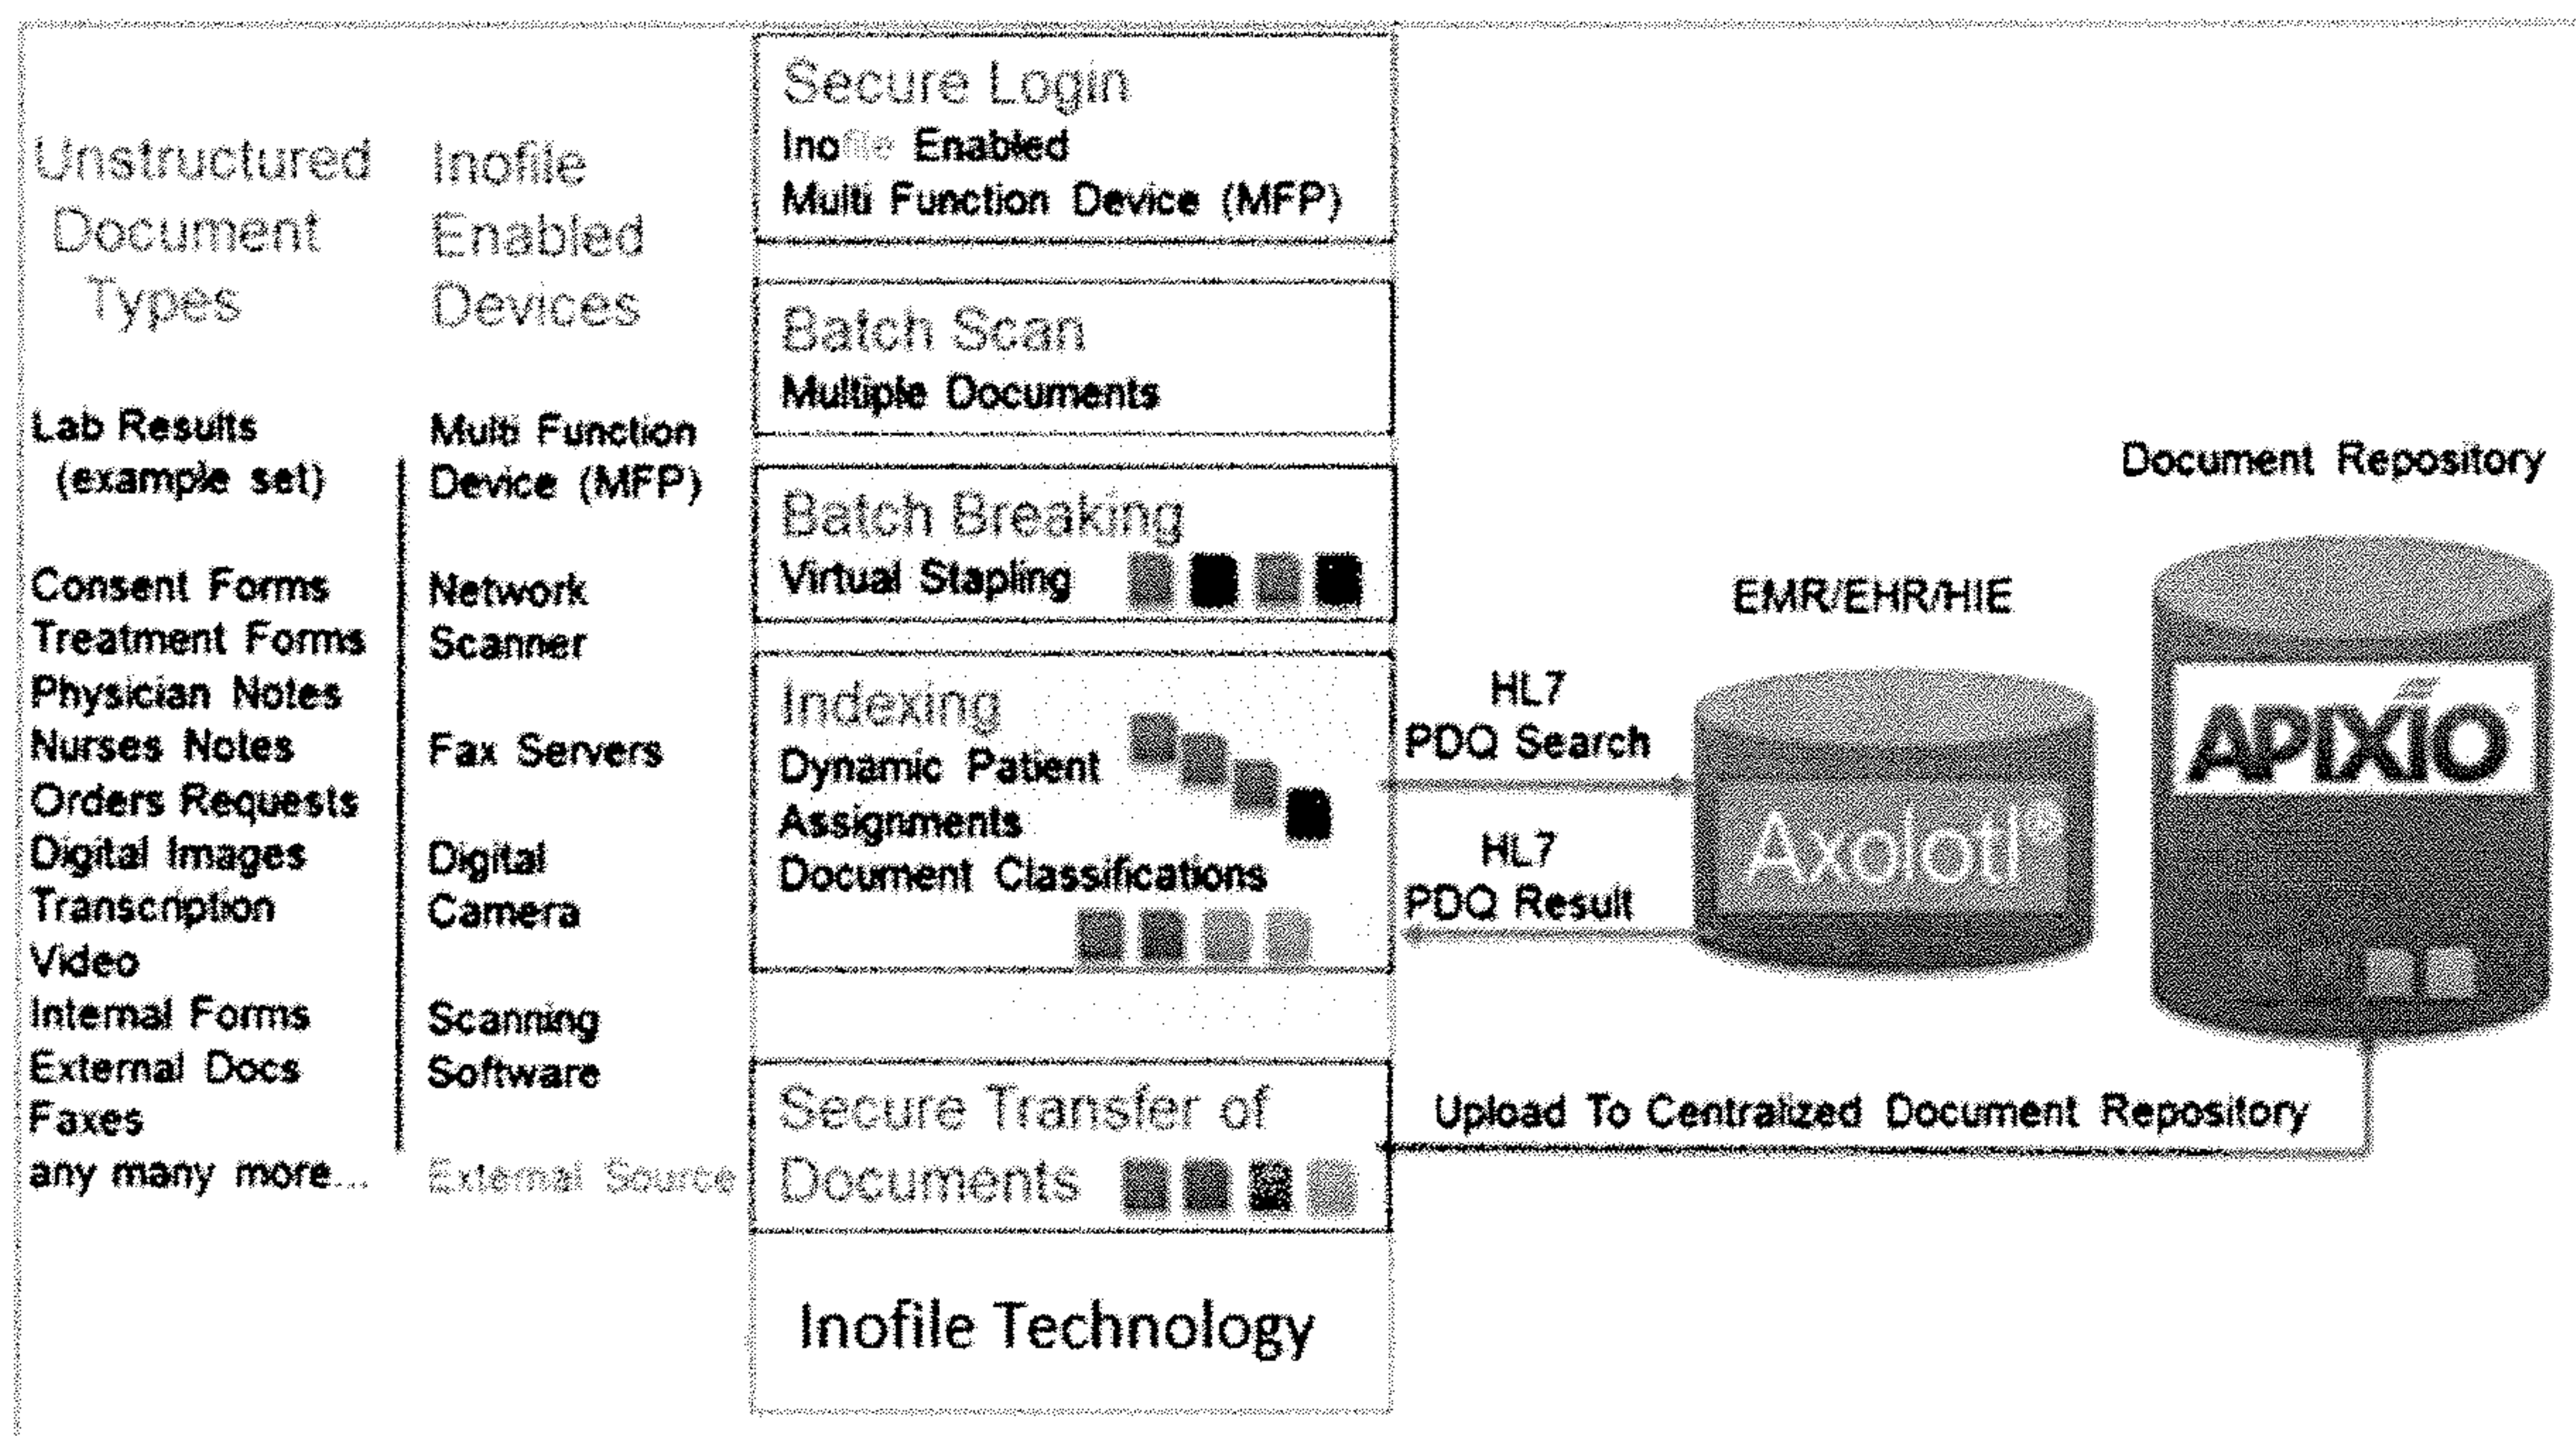 Unstructured
Document
Types
Lab Results
(example set)
Consent Forms
Treatment Forms
Physician Notes
Nurses Notes
Orders Requests
Digital Images
Transcription
Video
Internal Forms
External Docs
Faxes
any many more...
Inofile
Enabled
Devices
Multi Function
Device (MFP)
Network
Scanner
Fax Servers
Digital
Camera
Scanning
Software
External Source
Secure Login
Inofile Enabled
Multi Function Device (MFP)
Batch Scan
Multiple Documents
Batch Breaking
Virtual Stapling
Indexing
Dynamic Patient
Assignments
Document Classifications
Secure Transfer of
Documents
Inofile Technology
HL7
PDQ Search
HL7
PDQ Result
EMR/EHR/HIE
Axolotl®
Document Repository
APIXIO
Upload To Centralized Document Repository